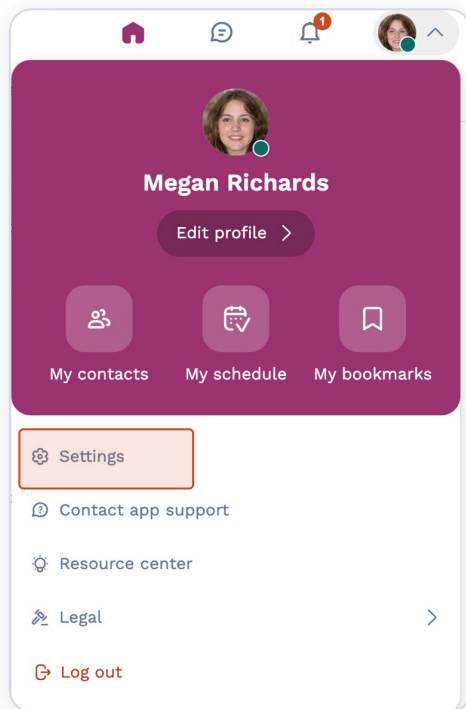 1
Megan Richards
Edit profile
My contacts My schedule My bookmarks
Settings
Contact app support
Resource center
Legal
Log out